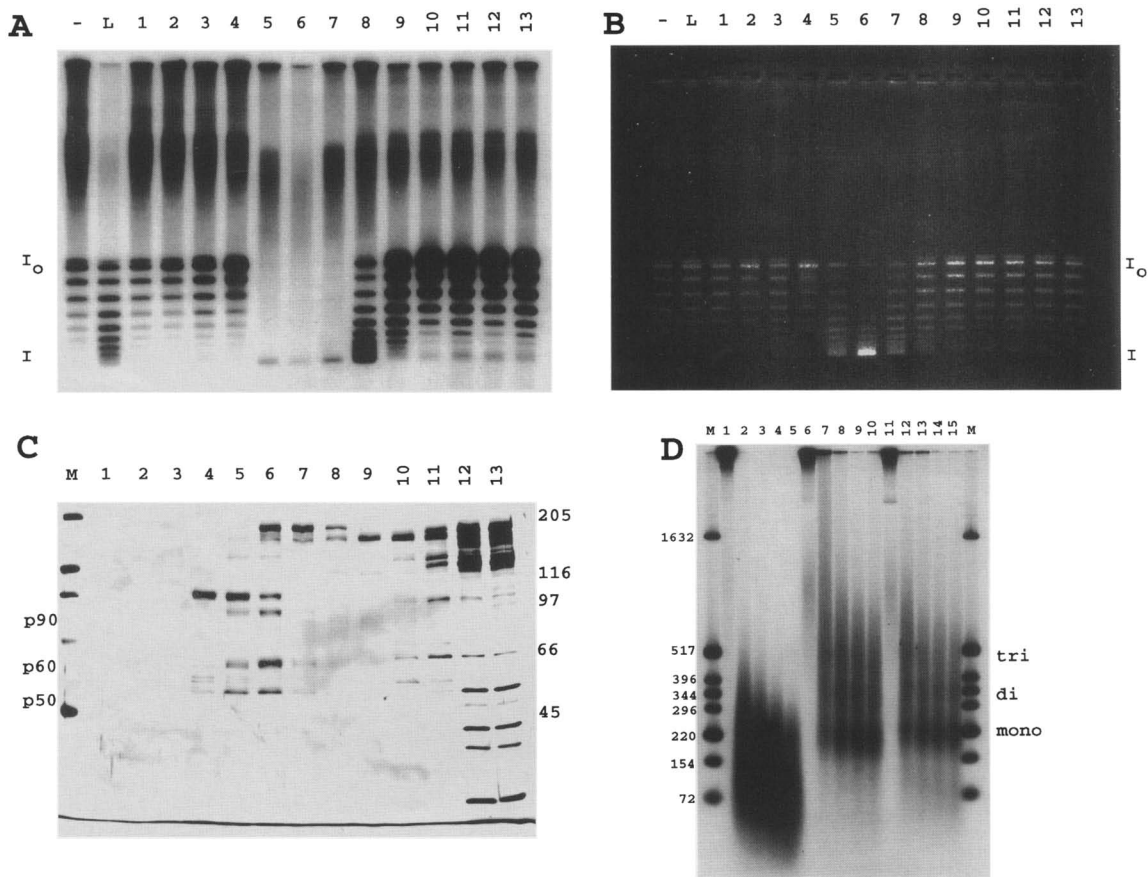 A
- L 1 2 3 4 5 6 7 8 9 10 11 12 13
Io
I
B
- L 1 2 3 4 5 6 7 8 9 10 11 12 13
Io
I
C
M 1 2 3 4 5 6 7 8 9 10 11 12 13
205
116
97
p90
66
p60
p50
45
D
M 1 2 3 4 5 6 7 8 9 10 11 12 13 14 15 M
1632
517
tri
396
344
di
296
220
mono
154
72